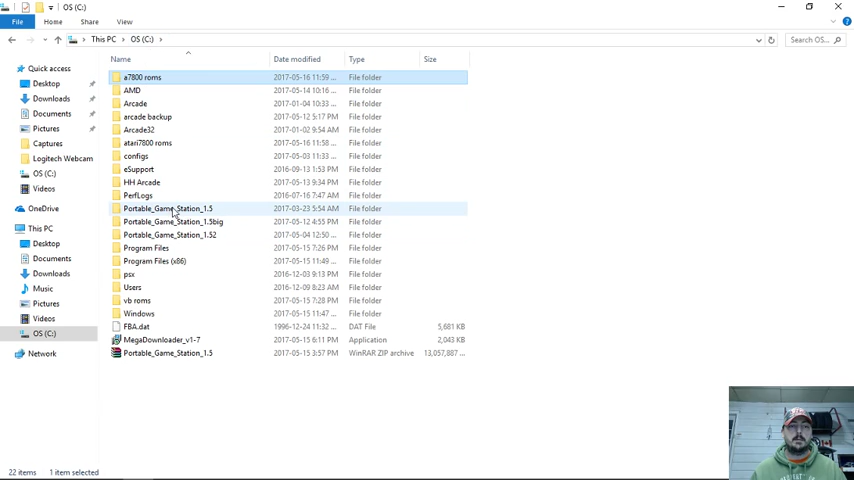 OS (C:)
File Home Share View
This PC > OS (C:) >
Search OS...
Name Date modified Type Size
Quick access
Desktop
Downloads
Documents
Pictures
Captures
Logitech Webcam
OS (C:)
Videos
OneDrive
This PC
Desktop
Documents
Downloads
Music
Pictures
Videos
OS (C:)
Network
a7800 roms 2017-05-16 11:59 ... File folder
AMD 2017-05-14 10:16 ... File folder
Arcade 2017-01-04 10:33 ... File folder
arcade backup 2017-05-12 5:17 PM File folder
Arcade32 2017-01-02 9:54 AM File folder
atari7800 roms 2017-05-16 11:58 ... File folder
configs 2017-05-03 11:33 ... File folder
eSupport 2016-09-13 1:53 PM File folder
HH Arcade 2017-05-13 9:34 PM File folder
PerfLogs 2016-07-16 7:47 AM File folder
Portable_Game_Station_1.5 2017-03-23 5:54 AM File folder
Portable_Game_Station_1.5big 2017-05-12 4:55 PM File folder
Portable_Game_Station_1.52 2017-05-04 12:50 ... File folder
Program Files 2017-05-15 7:26 PM File folder
Program Files (x86) 2017-05-15 11:49 ... File folder
psx 2016-12-03 9:13 PM File folder
Users 2016-12-09 8:23 AM File folder
vb roms 2017-05-15 7:28 PM File folder
Windows 2017-05-15 11:47 ... File folder
FBA.dat 1996-12-24 11:32 ... DAT File 5,681 KB
MegaDownloader_v1-7 2017-05-15 6:11 PM Application 2,043 KB
Portable_Game_Station_1.5 2017-05-15 3:57 PM WinRAR ZIP archive 13,057,887 ...
22 items 1 item selected